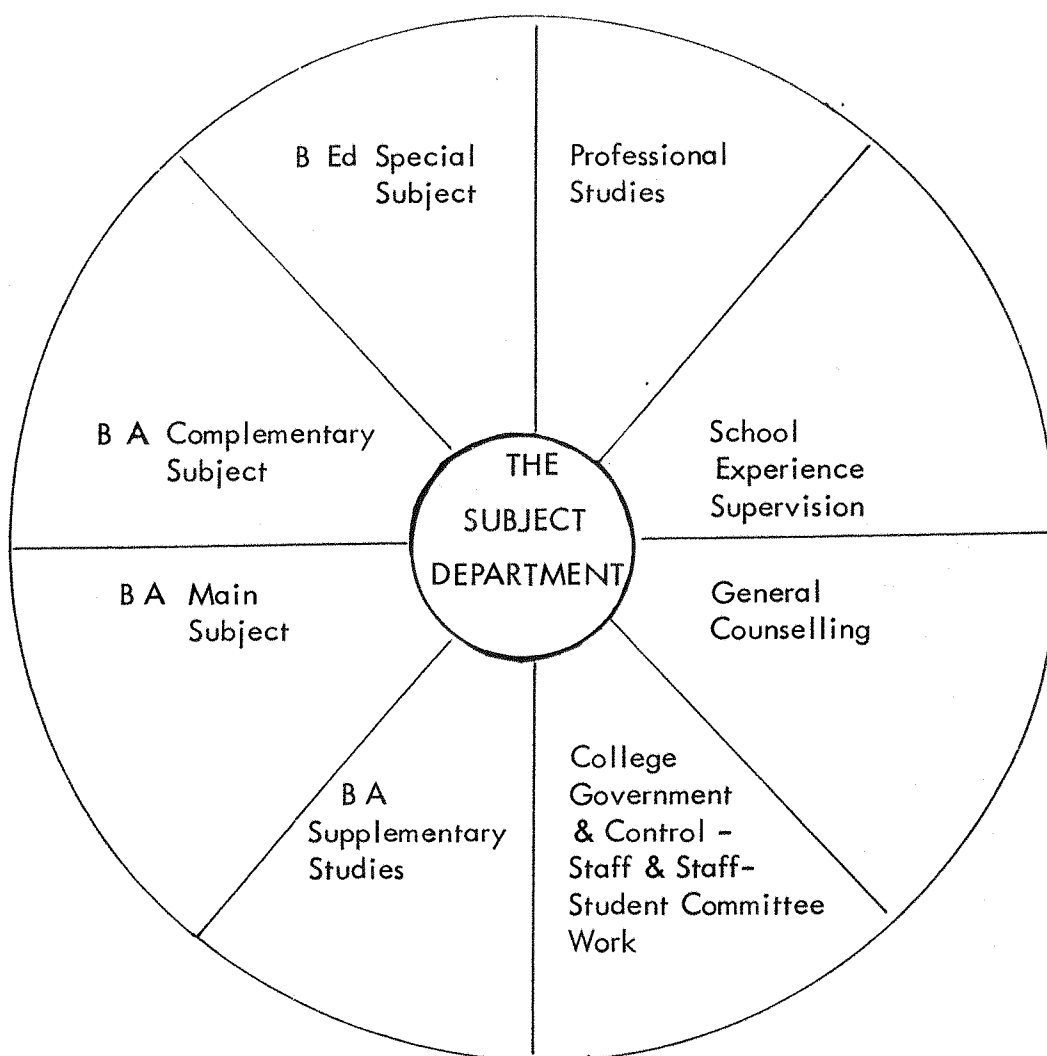 B Ed Special
Subject
Professional
Studies
B A Complementary
Subject
School
Experience
Supervision
THE
SUBJECT
DEPARTMENT
B A Main
Subject
General
Counselling
B A
Supplementary
Studies
College
Government
& Control -
Staff & Staff-
Student Committee
Work